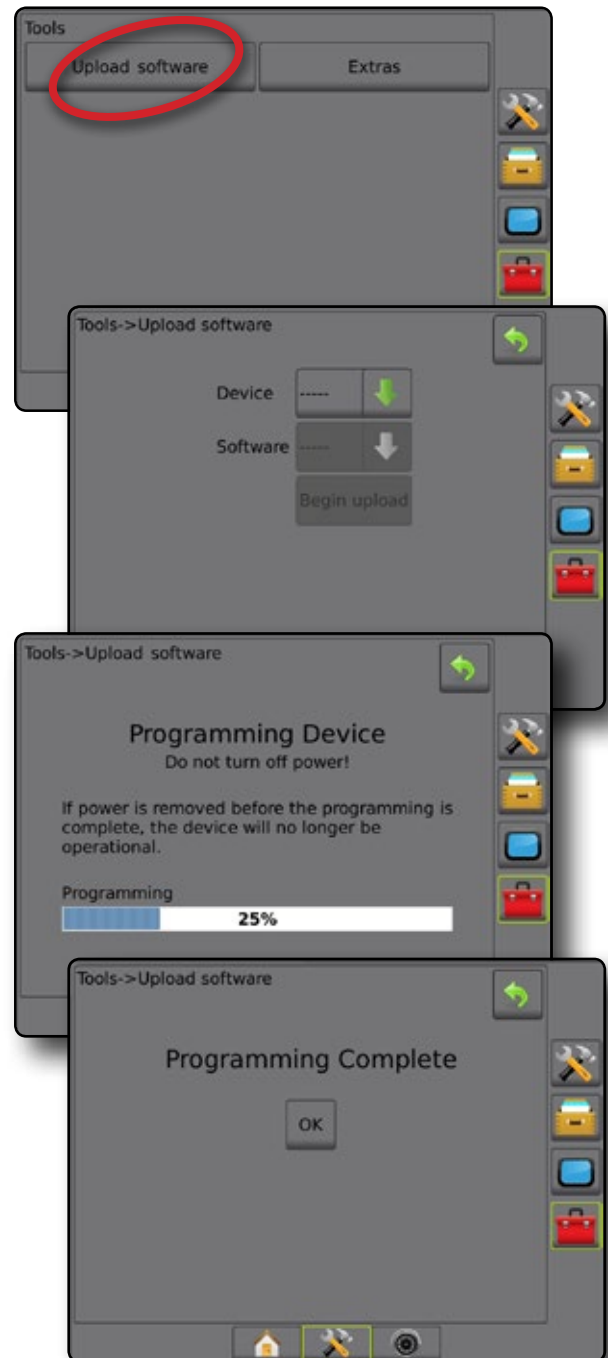 Tools
Upload software
Extras
Tools->Upload software
Device
-----
Software
-----
Begin upload
Tools->Upload software
Programming Device
Do not turn off power!
If power is removed before the programming is
complete, the device will no longer be
operational.
Programming
25%
Tools->Upload software
Programming Complete
OK